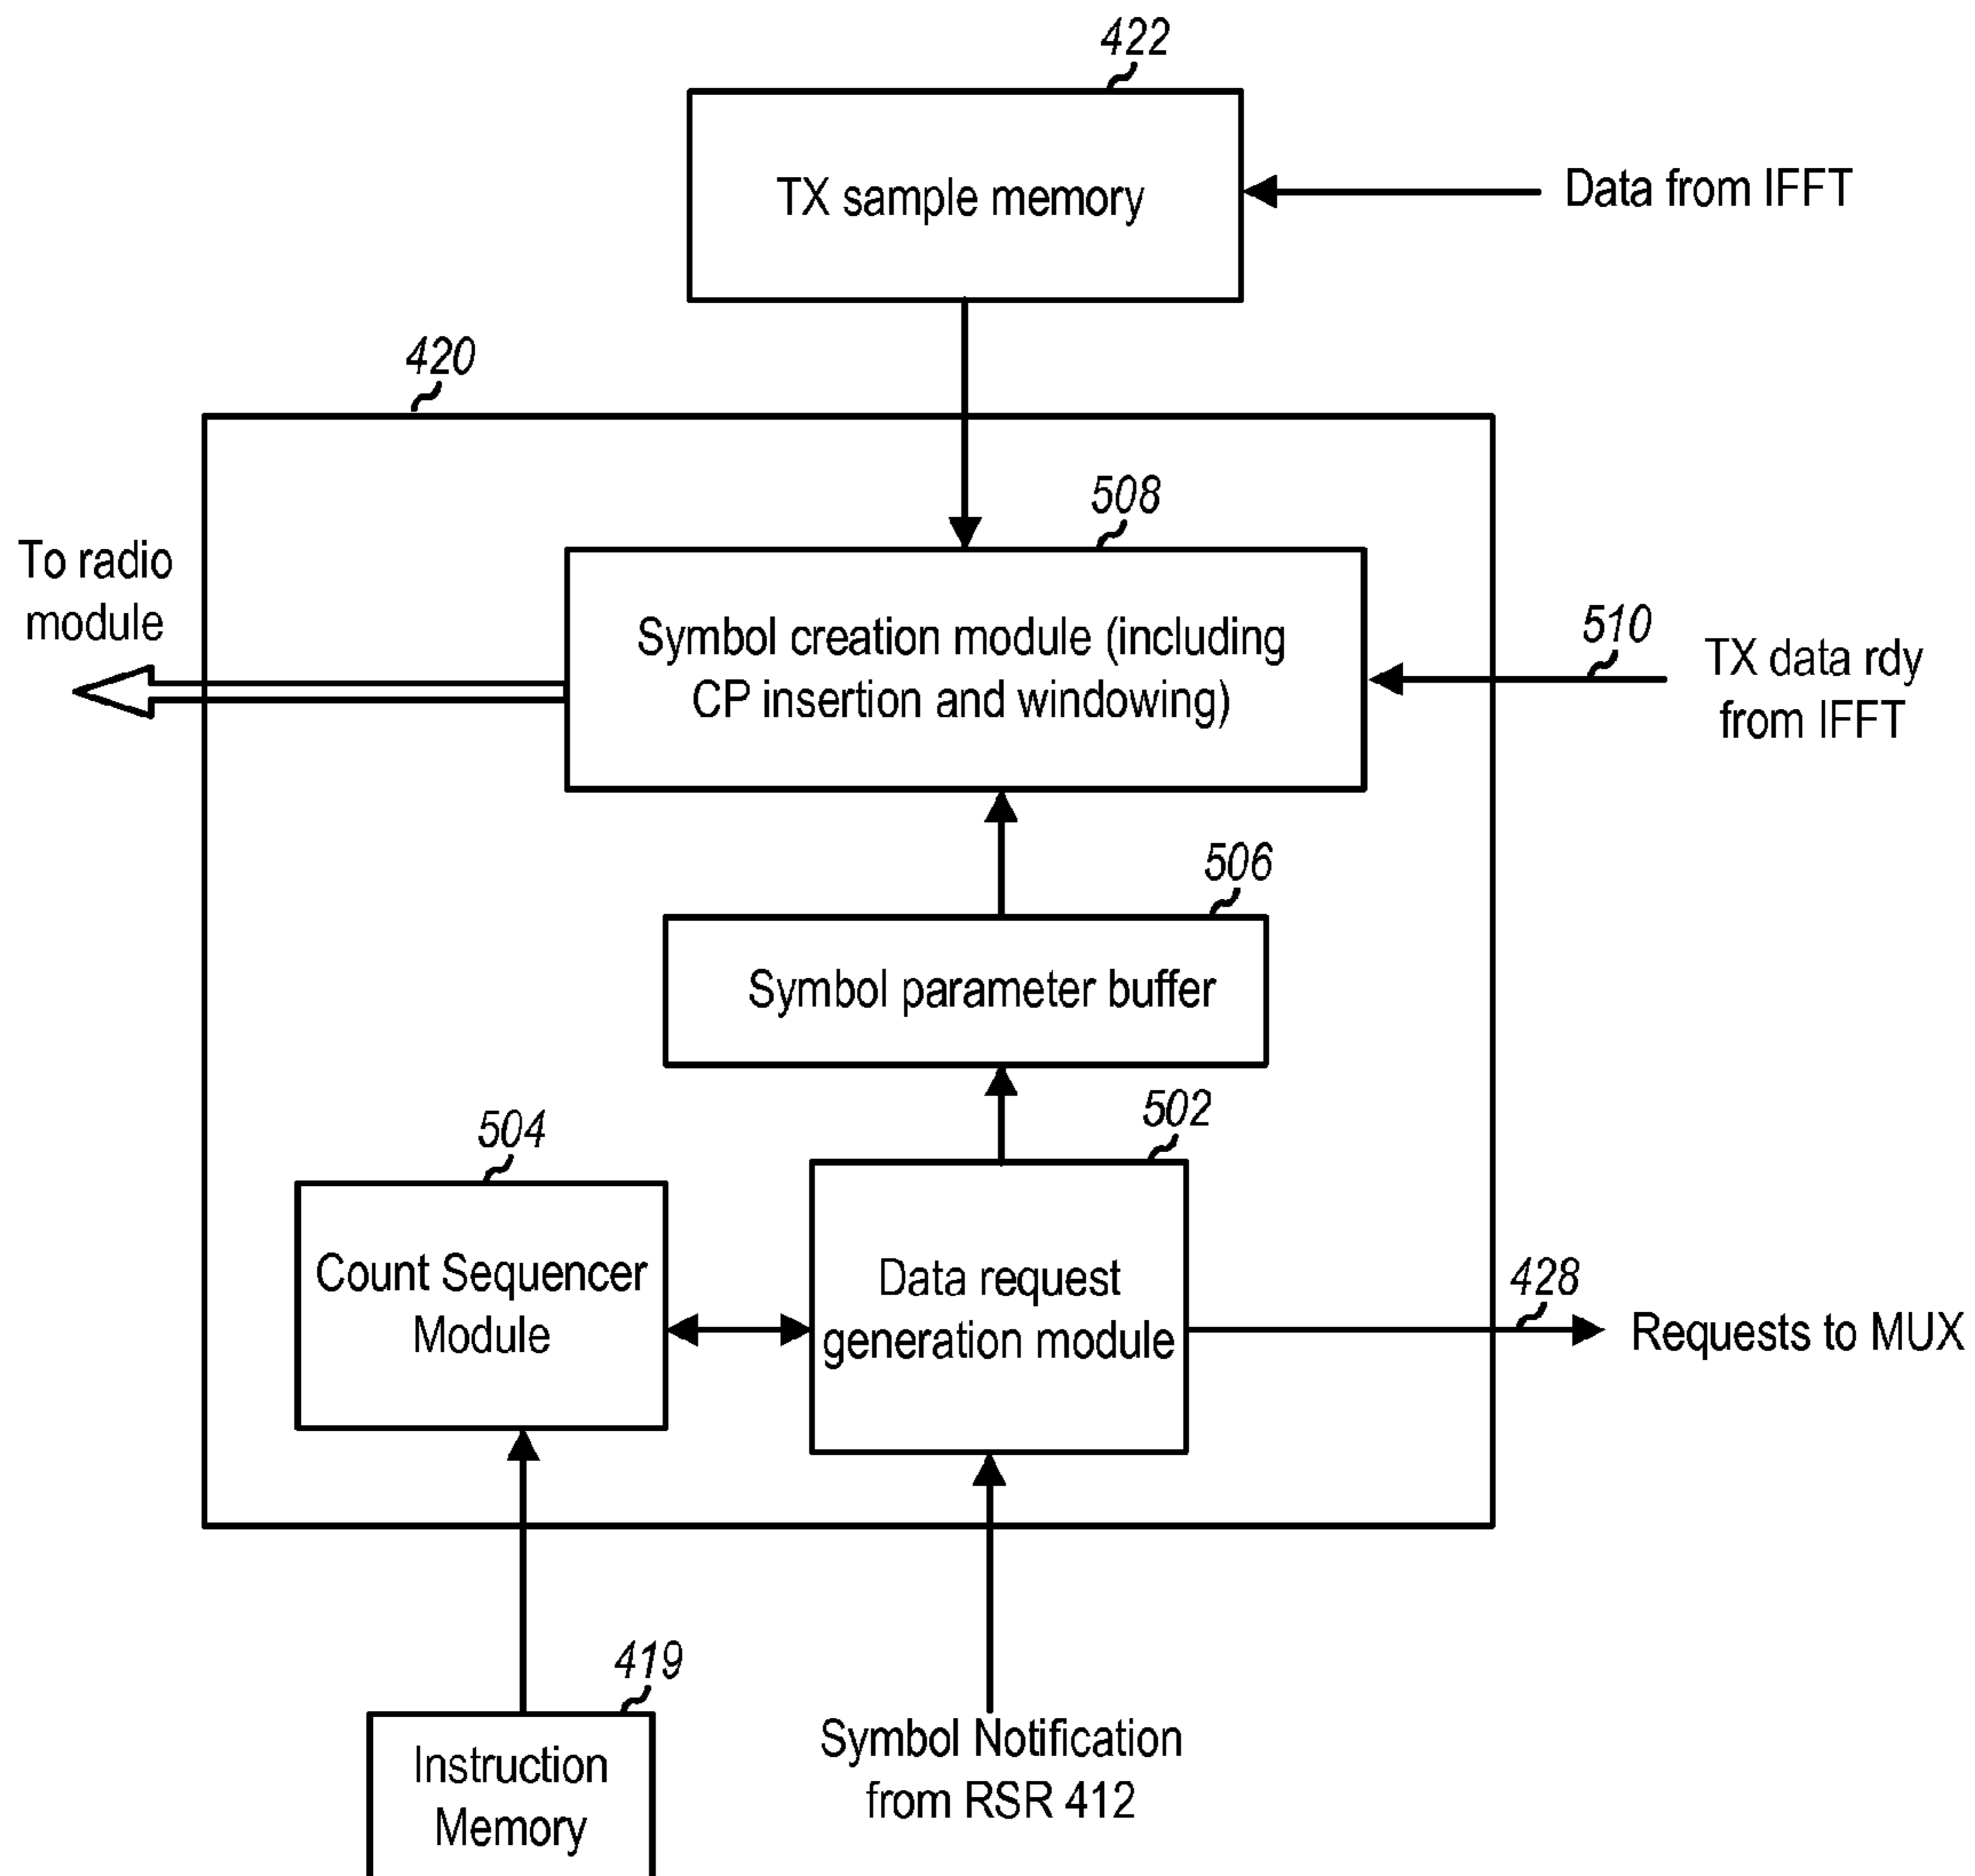 422
TX sample memory
Data from IFFT
420
508
To radio
module
Symbol creation module (including
CP insertion and windowing)
510
TX data rdy
from IFFT
506
Symbol parameter buffer
504
502
Count Sequencer
Module
Data request
generation module
428
Requests to MUX
419
Instruction
Memory
Symbol Notification
from RSR 412